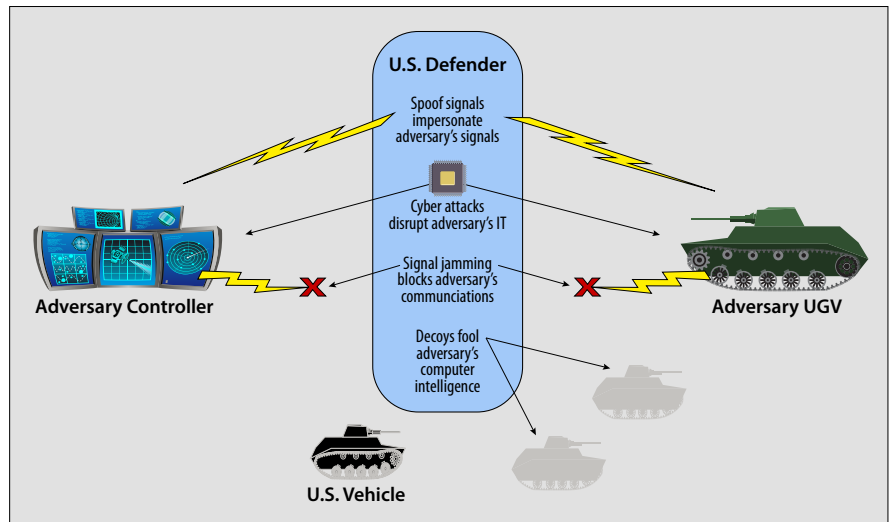 U.S. Defender
Spoof signals
impersonate
adversary's signals
Cyber attacks
disrupt adversary's IT
Signal jamming
blocks adversary's
communciations
Decoys fool
adversary's
computer
intelligence
Adversary Controller
Adversary UGV
U.S. Vehicle